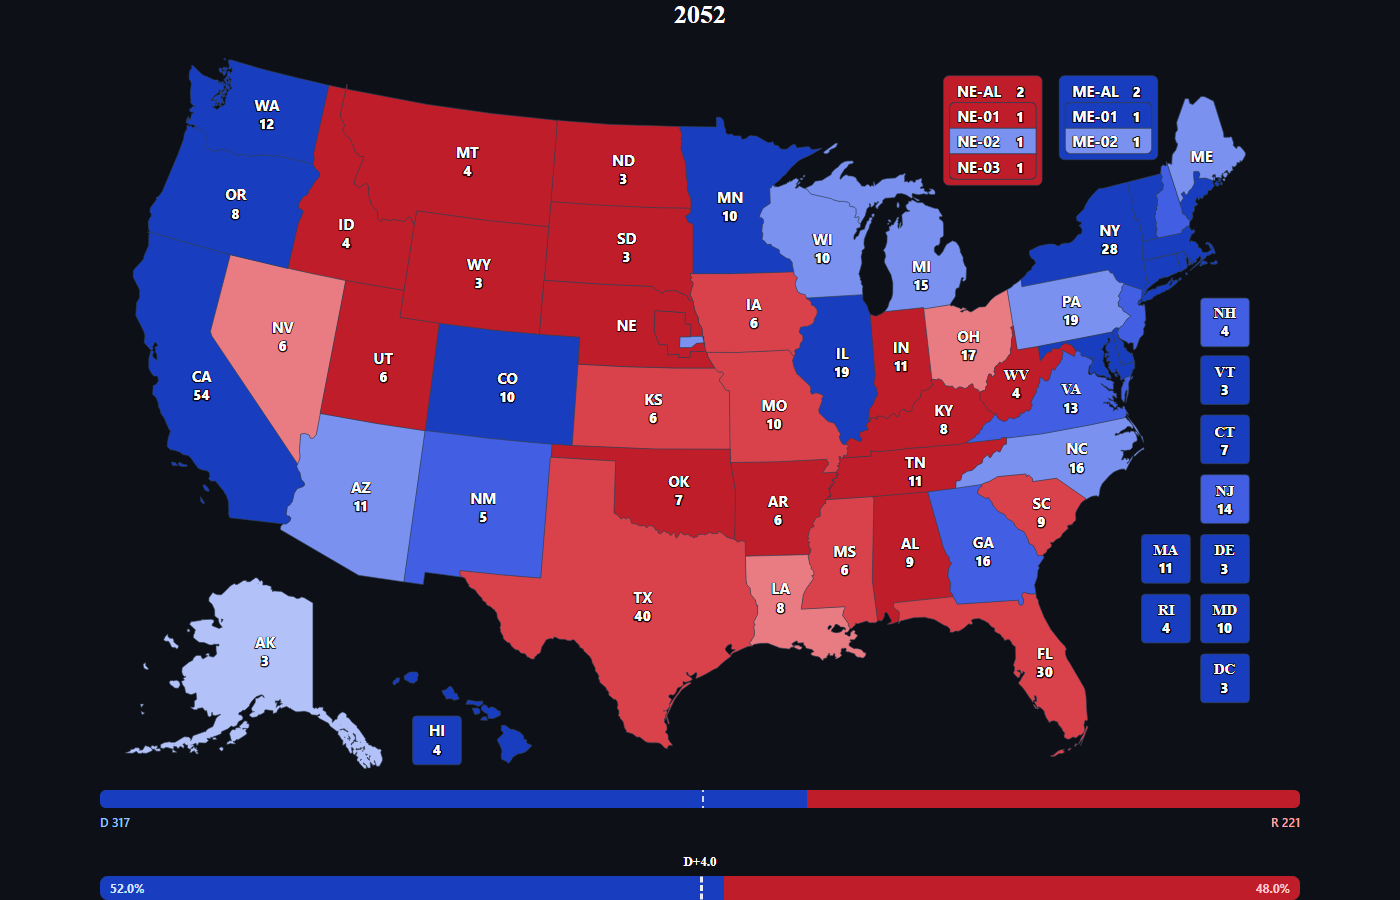 2052
WA
12
OR
8
CA
54
NV
6
ID
4
MT
4
WY
3
UT
6
AZ
11
CO
10
NM
5
ND
3
SD
3
NE
KS
6
OK
7
TX
40
MN
10
IA
6
MO
10
AR
6
LA
8
WI
10
IL
19
MS
6
MI
15
IN
11
KY
8
TN
11
AL
9
OH
17
WV
4
GA
16
FL
30
SC
9
NC
16
VA
13
PA
19
NY
28
ME
AK
3
HI
4
NE-AL 2
NE-01 1
NE-02 1
NE-03 1
ME-AL 2
ME-01 1
ME-02 1
NH
4
VT
3
CT
7
NJ
14
MA
11
DE
3
RI
4
MD
10
DC
3
D 317
R 221
D+4.0
52.0%
48.0%